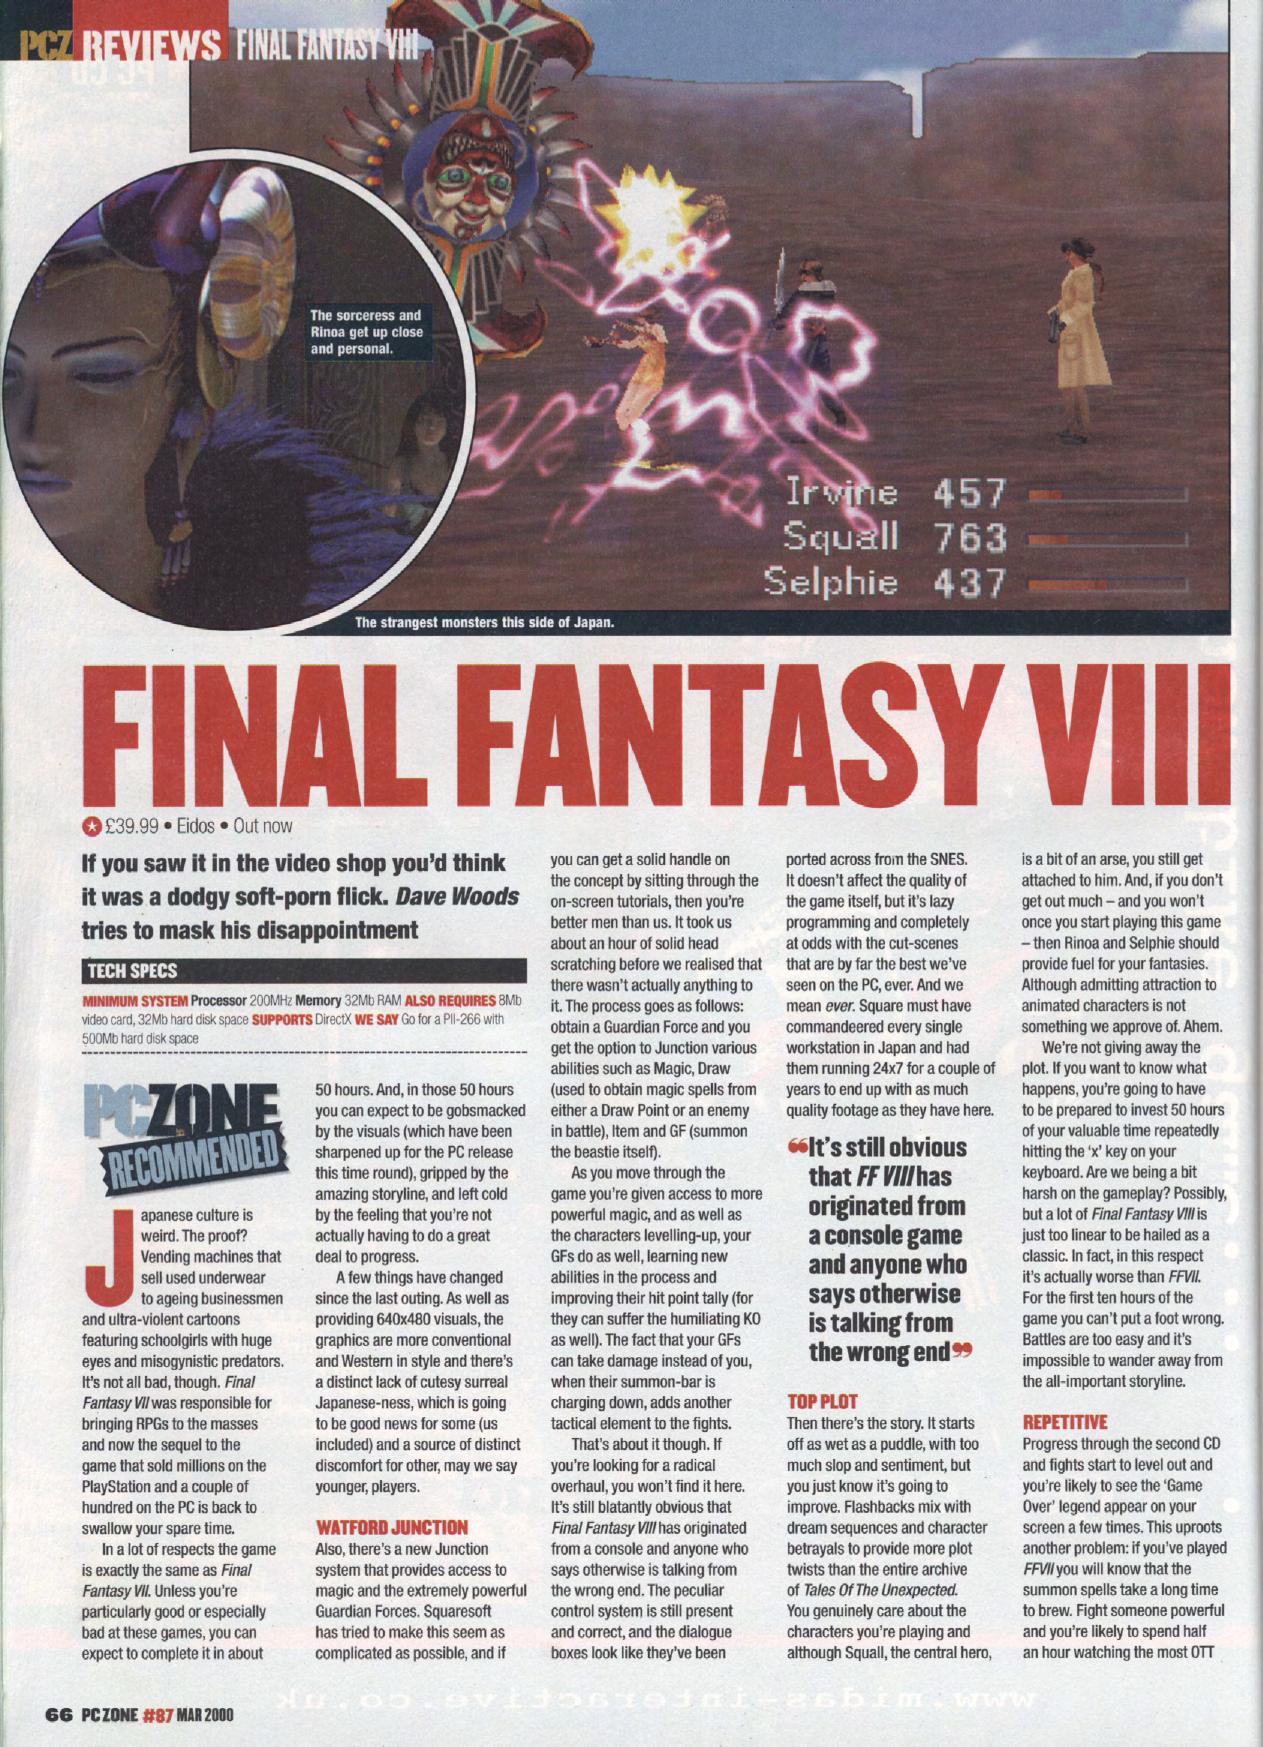 PCZ REVIEWS FINAL FANTASY VIII
The sorceress and
Rinoa get up close
and personal.
Irvine 457
Squall 763
Selphie 437
The strangest monsters this side of Japan.
FINAL FANTASY VIII
£39.99 • Eidos • Out now
If you saw it in the video shop you'd think
it was a dodgy soft-porn flick. Dave Woods
tries to mask his disappointment
TECH SPECS
MINIMUM SYSTEM Processor 200MHz Memory 32Mb RAM ALSO REQUIRES 8Mb
video card, 32Mb hard disk space SUPPORTS DirectX WE SAY Go for a PII-266 with
500Mb hard disk space
PCZONE
RECOMMENDED
Japanese culture is
weird. The proof?
Vending machines that
sell used underwear
to ageing businessmen
and ultra-violent cartoons
featuring schoolgirls with huge
eyes and misogynistic predators.
It's not all bad, though. Final
Fantasy VII was responsible for
bringing RPGs to the masses
and now the sequel to the
game that sold millions on the
PlayStation and a couple of
hundred on the PC is back to
swallow your spare time.
In a lot of respects the game
is exactly the same as Final
Fantasy VII. Unless you're
particularly good or especially
bad at these games, you can
expect to complete it in about
50 hours. And, in those 50 hours
you can expect to be gobsmacked
by the visuals (which have been
sharpened up for the PC release
this time round), gripped by the
amazing storyline, and left cold
by the feeling that you're not
actually having to do a great
deal to progress.
A few things have changed
since the last outing. As well as
providing 640x480 visuals, the
graphics are more conventional
and Western in style and there's
a distinct lack of cutesy surreal
Japanese-ness, which is going
to be good news for some (us
included) and a source of distinct
discomfort for other, may we say
younger, players.
WATFORD JUNCTION
Also, there's a new Junction
system that provides access to
magic and the extremely powerful
Guardian Forces. Squaresoft
has tried to make this seem as
complicated as possible, and if
you can get a solid handle on
the concept by sitting through the
on-screen tutorials, then you're
better men than us. It took us
about an hour of solid head
scratching before we realised that
there wasn't actually anything to
it. The process goes as follows:
obtain a Guardian Force and you
get the option to Junction various
abilities such as Magic, Draw
(used to obtain magic spells from
either a Draw Point or an enemy
in battle), Item and GF (summon
the beastie itself).
As you move through the
game you're given access to more
powerful magic, and as well as
the characters levelling-up, your
GFs do as well, learning new
abilities in the process and
improving their hit point tally (for
they can suffer the humiliating KO
as well). The fact that your GFs
can take damage instead of you,
when their summon-bar is
charging down, adds another
tactical element to the fights.
That's about it though. If
you're looking for a radical
overhaul, you won't find it here.
It's still blatantly obvious that
Final Fantasy VIII has originated
from a console and anyone who
says otherwise is talking from
the wrong end. The peculiar
control system is still present
and correct, and the dialogue
boxes look like they've been
ported across from the SNES.
It doesn't affect the quality of
the game itself, but it's lazy
programming and completely
at odds with the cut-scenes
that are by far the best we've
seen on the PC, ever. And we
mean ever. Square must have
commandeered every single
workstation in Japan and had
them running 24x7 for a couple of
years to end up with as much
quality footage as they have here.
“It's still obvious
that FF VIII has
originated from
a console game
and anyone who
says otherwise
is talking from
the wrong end”
TOP PLOT
Then there's the story. It starts
off as wet as a puddle, with too
much slop and sentiment, but
you just know it's going to
improve. Flashbacks mix with
dream sequences and character
betrayals to provide more plot
twists than the entire archive
of Tales Of The Unexpected.
You genuinely care about the
characters you're playing and
although Squall, the central hero,
is a bit of an arse, you still get
attached to him. And, if you don't
get out much – and you won't
once you start playing this game
– then Rinoa and Selphie should
provide fuel for your fantasies.
Although admitting attraction to
animated characters is not
something we approve of. Ahem.
We're not giving away the
plot. If you want to know what
happens, you're going to have
to be prepared to invest 50 hours
of your valuable time repeatedly
hitting the 'x' key on your
keyboard. Are we being a bit
harsh on the gameplay? Possibly,
but a lot of Final Fantasy VIII is
just too linear to be hailed as a
classic. In fact, in this respect
it's actually worse than FFVII.
For the first ten hours of the
game you can't put a foot wrong.
Battles are too easy and it's
impossible to wander away from
the all-important storyline.
REPETITIVE
Progress through the second CD
and fights start to level out and
you're likely to see the 'Game
Over' legend appear on your
screen a few times. This uproots
another problem: if you've played
FFVII you will know that the
summon spells take a long time
to brew. Fight someone powerful
and you're likely to spend half
an hour watching the most OTT
66 PCZONE #87 MAR 2000
www.midas-interactive.co.uk